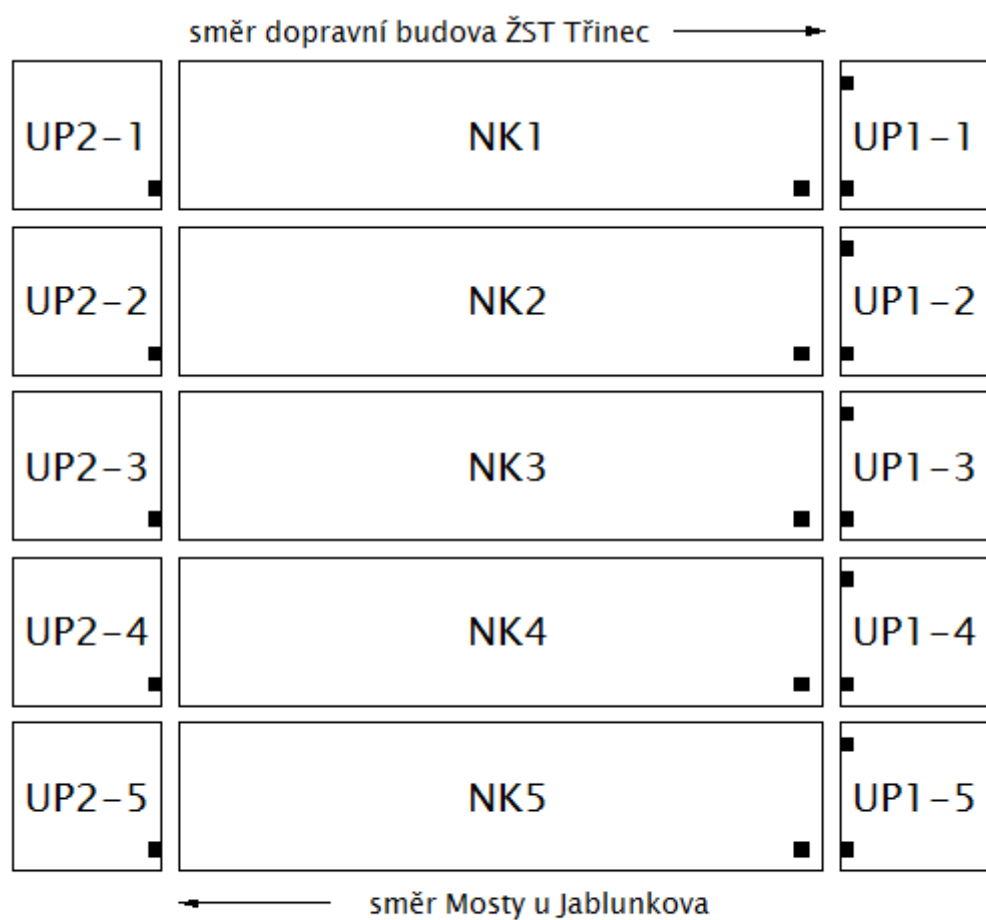 směr dopravní budova ŽST Třinec
UP2-1 NK1 UP1-1
UP2-2 NK2 UP1-2
UP2-3 NK3 UP1-3
UP2-4 NK4 UP1-4
UP2-5 NK5 UP1-5
směr Mosty u Jablunkova